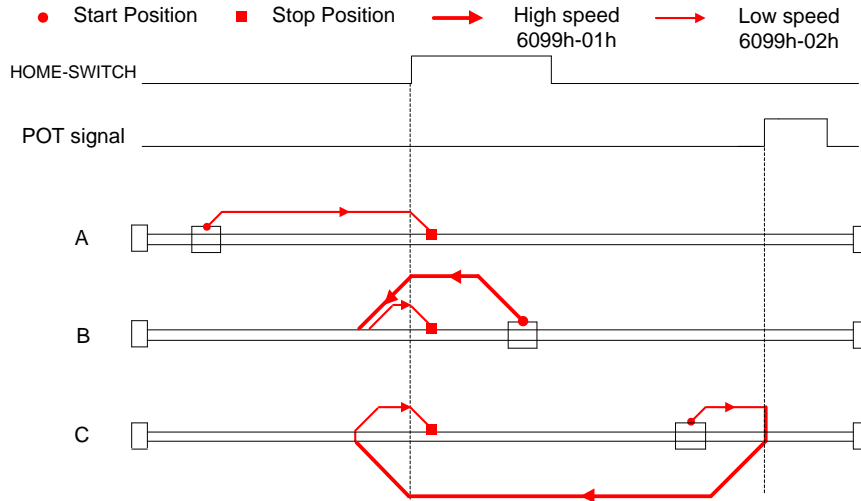 Start Position
Stop Position
High speed
6099h-01h
Low speed
6099h-02h
HOME-SWITCH
POT signal
A
B
C